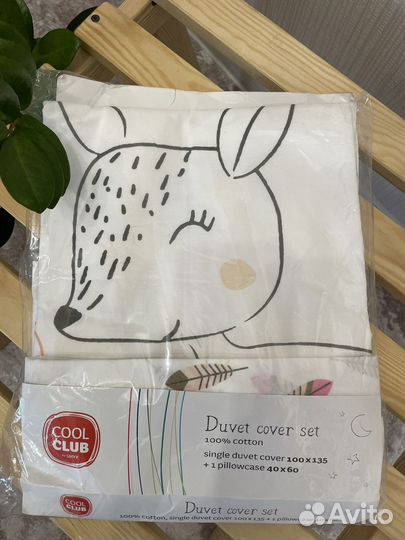 COOL
CLUB
by SMYK
Duvet cover set
100% cotton
single duvet cover 100x135
+ 1 pillowcase 40x60
COOL
CLUB
Duvet cover set
100% cotton, single duvet cover 100x135 + 1 pillowcase
Avito